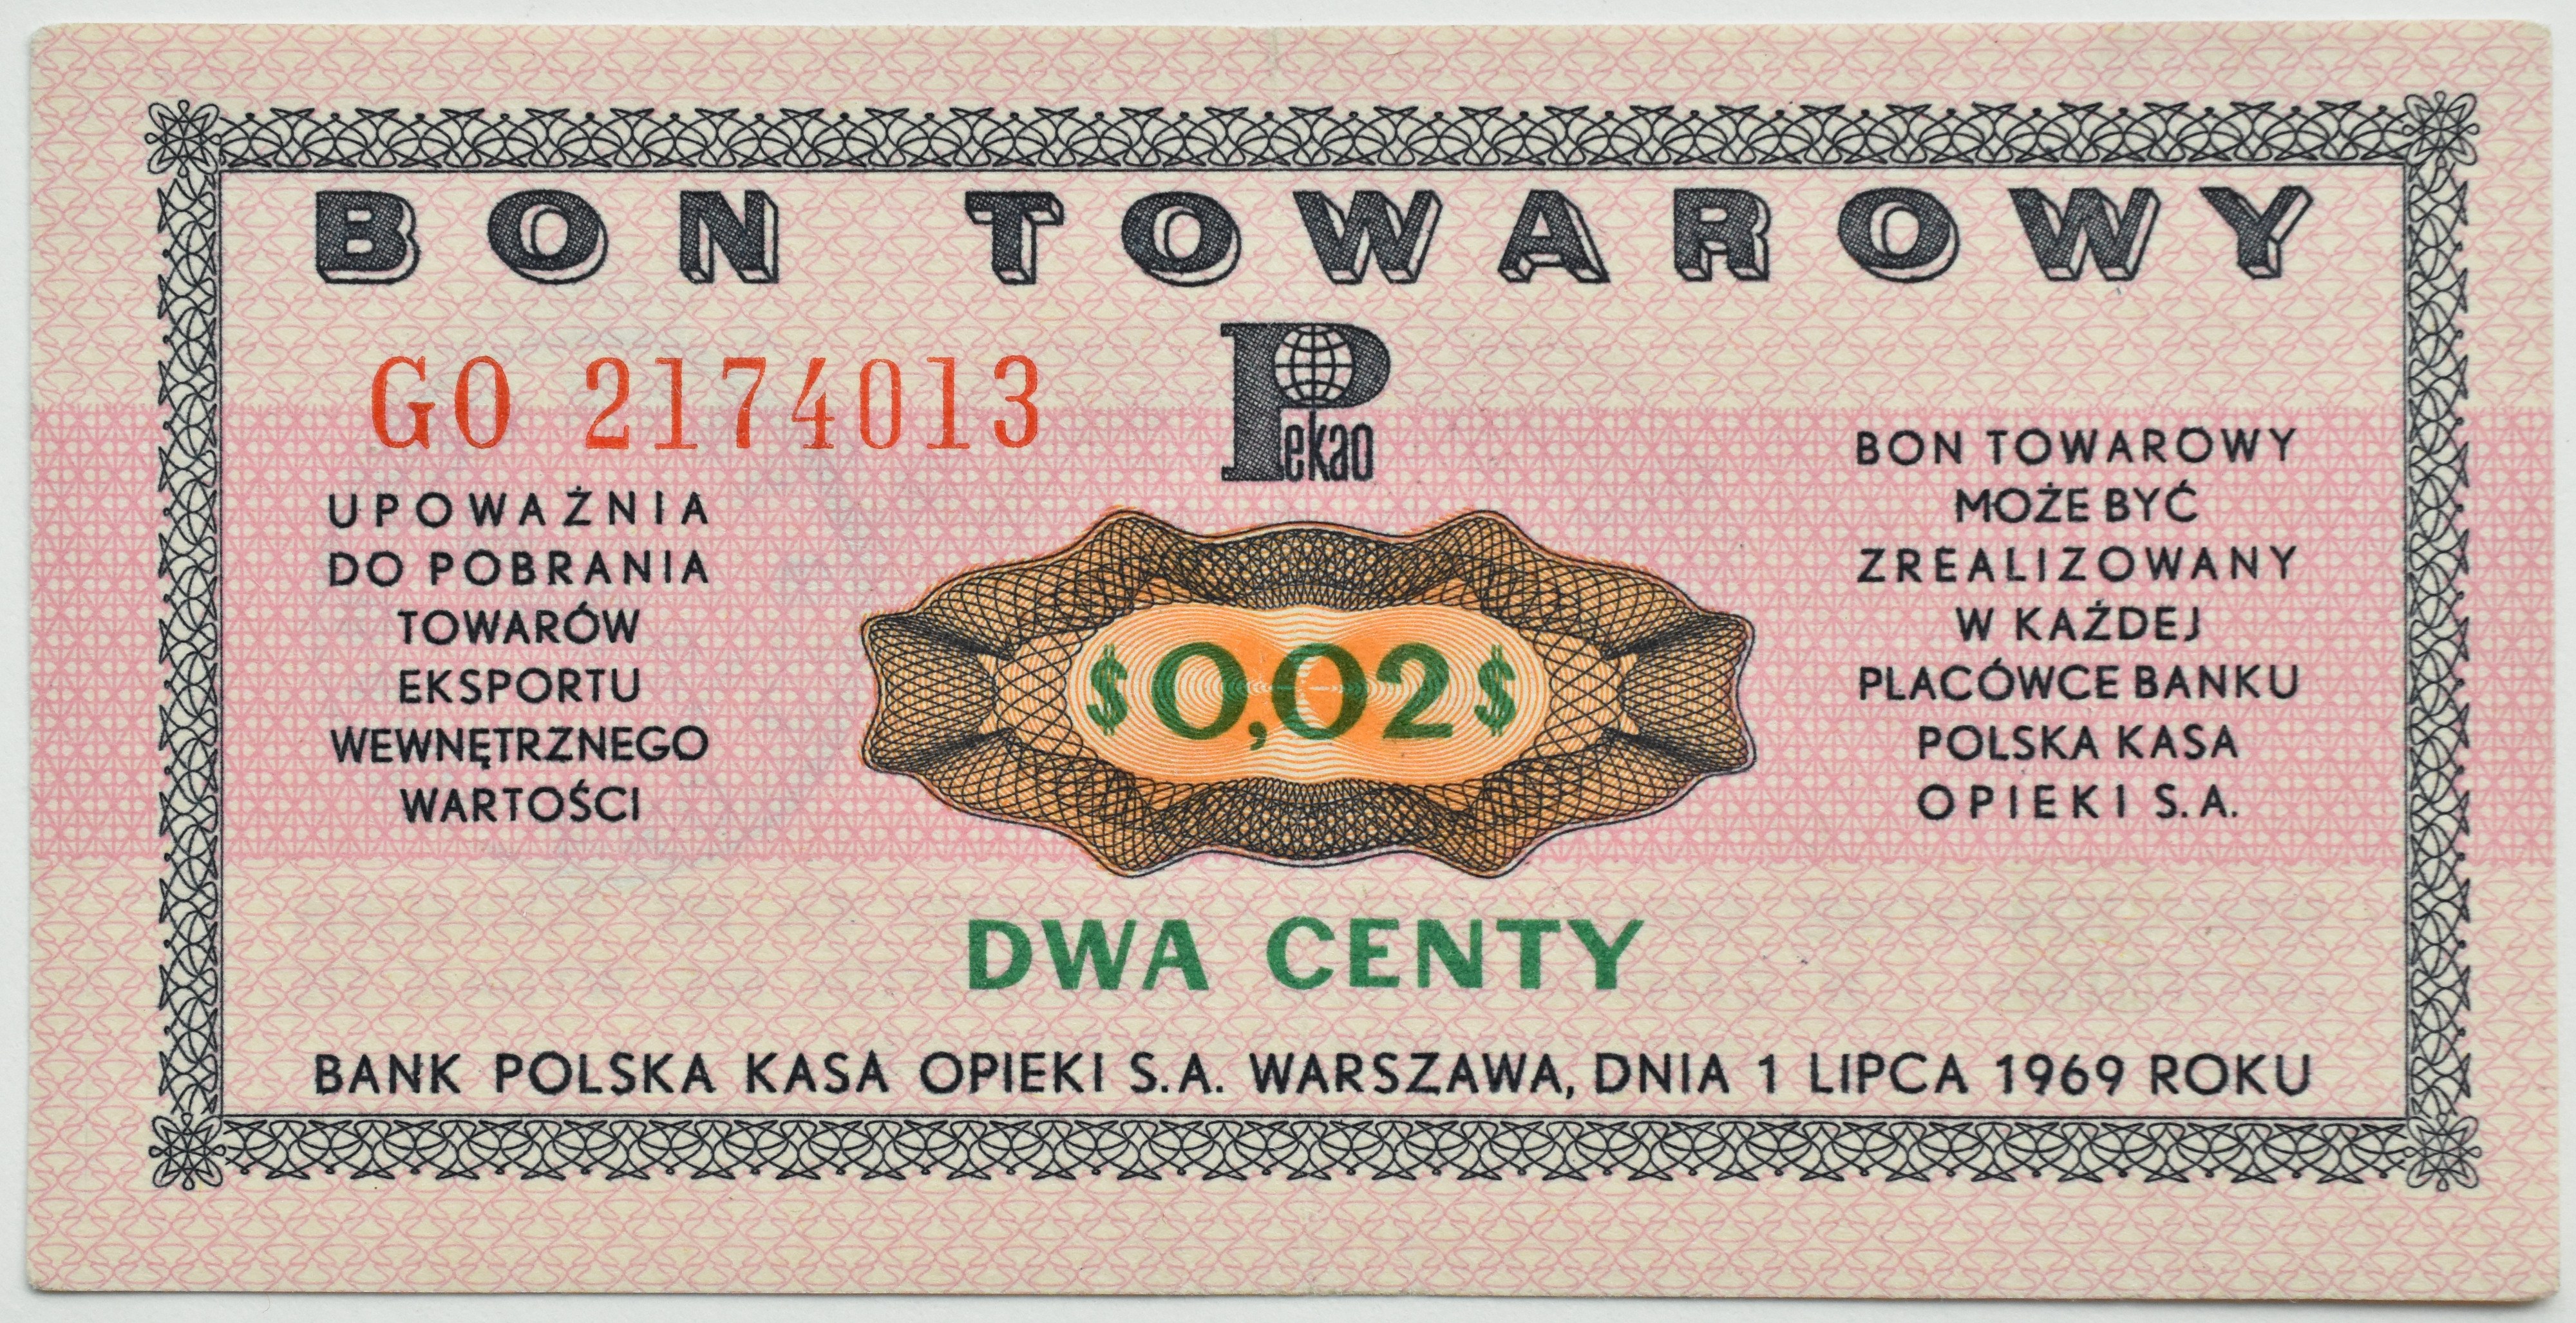 BON TOWAROWY
GO 2174013
Pekao
UPOWAŻNIA
DO POBRANIA
TOWARÓW
EKSPORTU
WEWNĘTRZNEGO
WARTOŚCI
$0,02$
BON TOWAROWY
MOŻE BYĆ
ZREALIZOWANY
W KAŻDEJ
PLACÓWCE BANKU
POLSKA KASA
OPIEKI S.A.
DWA CENTY
BANK POLSKA KASA OPIEKI S.A. WARSZAWA, DNIA 1 LIPCA 1969 ROKU